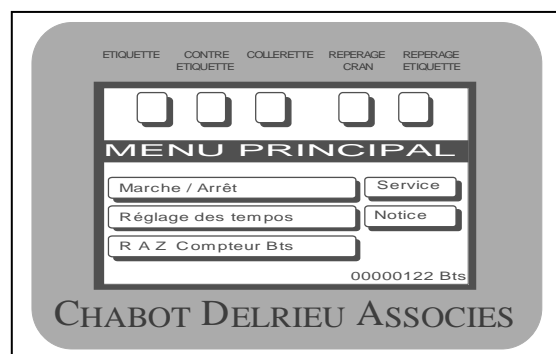 ETIQUETTE CONTRE ETIQUETTE COLLERETTE REPERAGE CRAN REPERAGE ETIQUETTE
MENU PRINCIPAL
Marche / Arrêt Service
Réglage des tempos Notice
R A Z Compteur Bts
00000122 Bts
CHABOT DELRIEU ASSOCIES